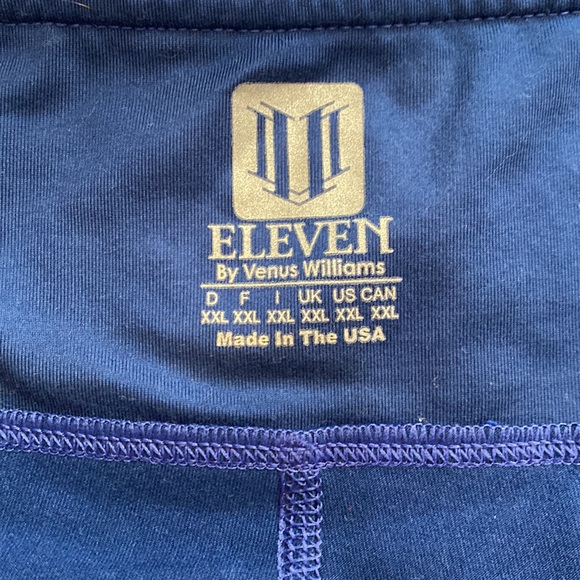 ELEVEN
By Venus Williams
D F I UK US CAN
XXL XXL XXL XXL XXL XXL
Made In The USA